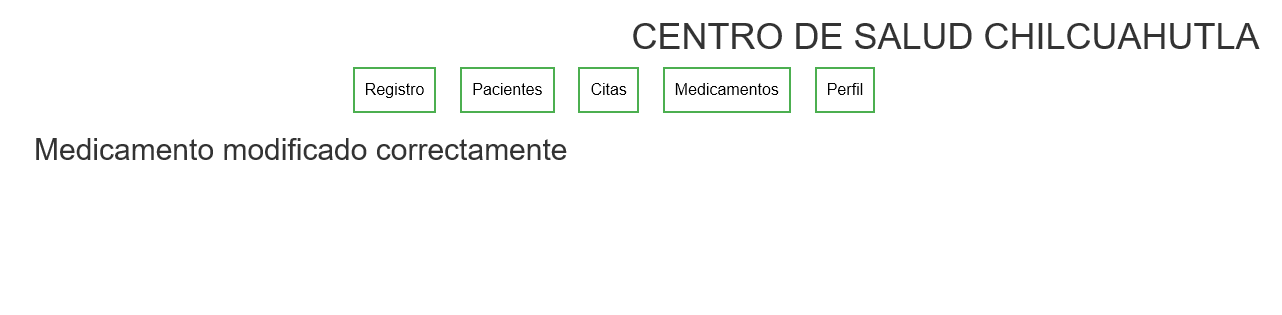 CENTRO DE SALUD CHILCUAHUTLA
Registro Pacientes Citas Medicamentos Perfil
Medicamento modificado correctamente